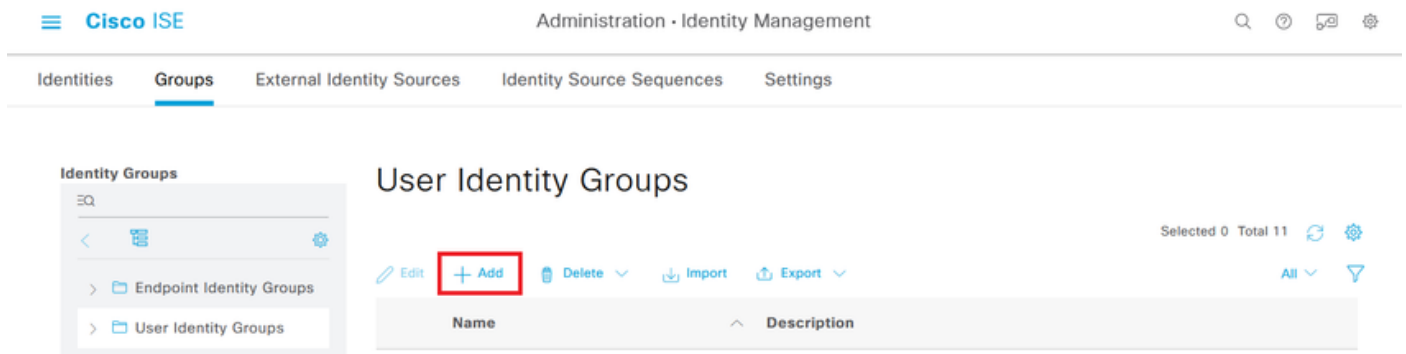 Cisco ISE
Administration · Identity Management
Identities Groups External Identity Sources Identity Source Sequences Settings
Identity Groups
User Identity Groups
Selected 0 Total 11
Edit Add Delete Import Export All
Endpoint Identity Groups
User Identity Groups
Name Description